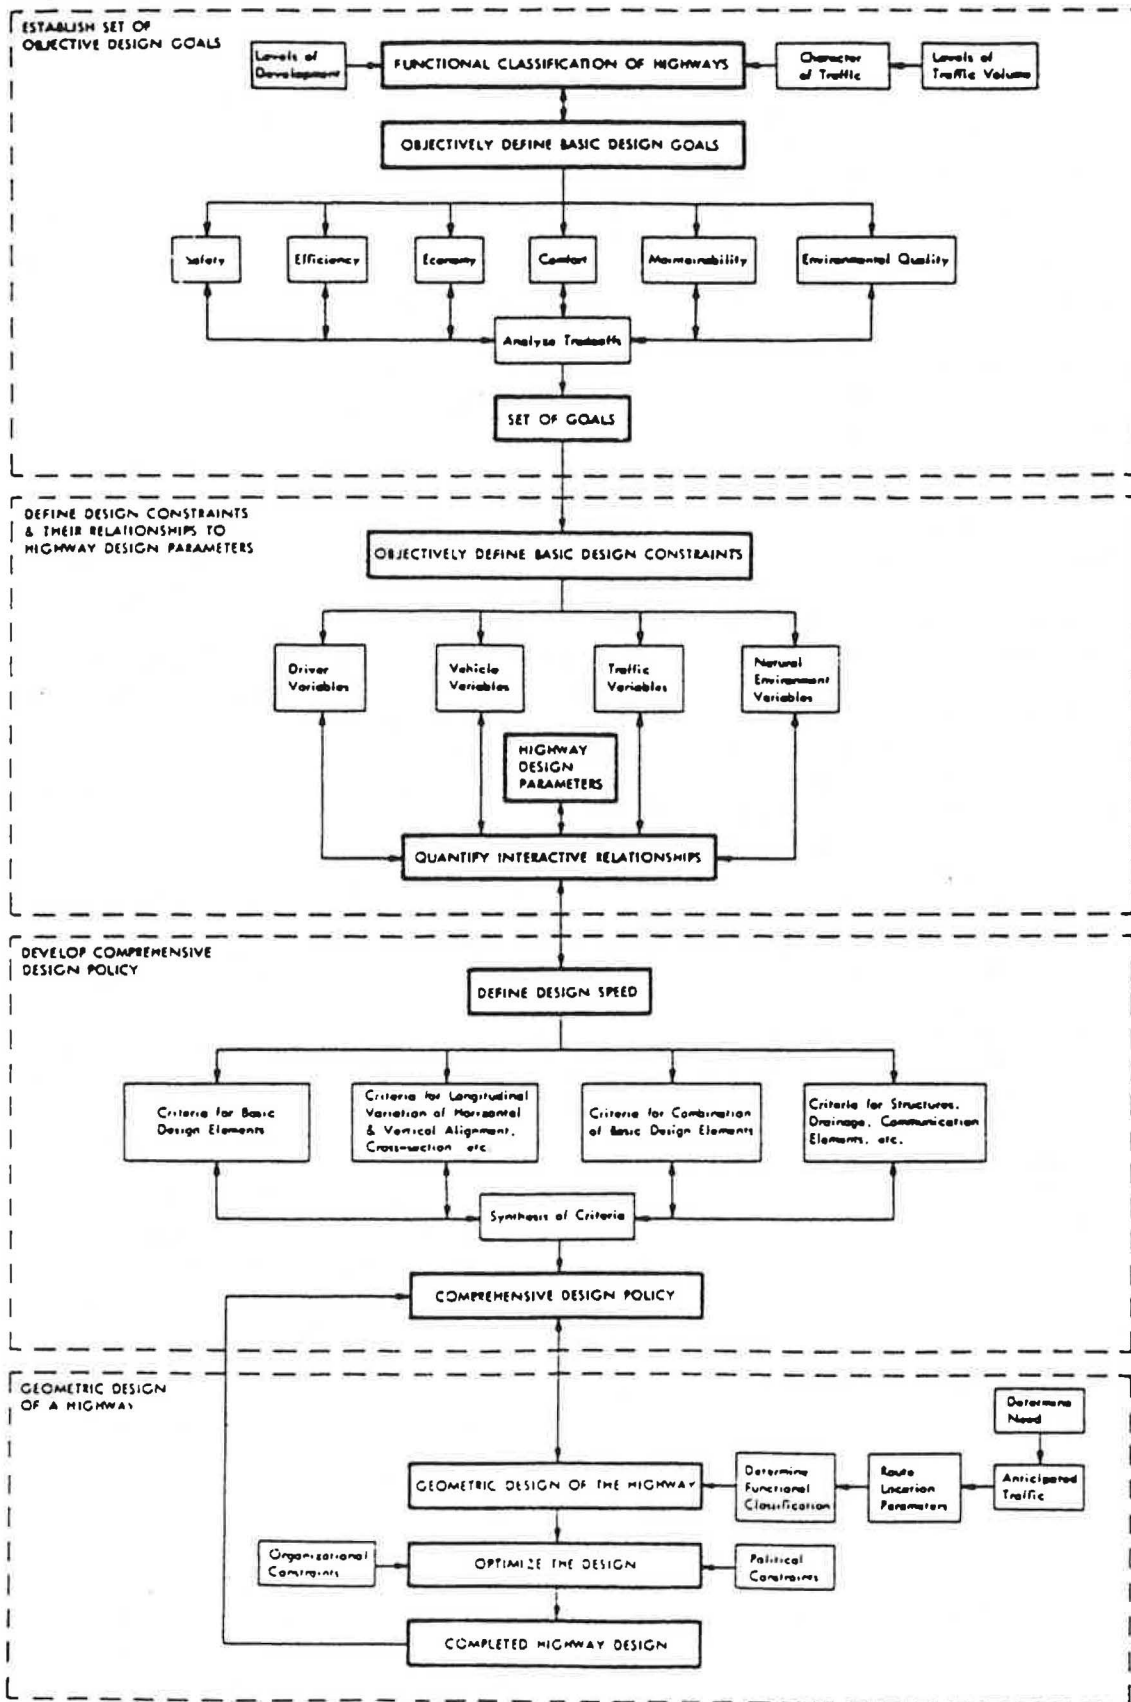 ESTABLISH SET OF
OBJECTIVE DESIGN GOALS
Levels of
Development
FUNCTIONAL CLASSIFICATION OF HIGHWAYS
Character
of Traffic
Levels of
Traffic Volume
OBJECTIVELY DEFINE BASIC DESIGN GOALS
Safety
Efficiency
Economy
Comfort
Maintainability
Environmental Quality
Analyse Tradeoffs
SET OF GOALS
DEFINE DESIGN CONSTRAINTS
& THEIR RELATIONSHIPS TO
HIGHWAY DESIGN PARAMETERS
OBJECTIVELY DEFINE BASIC DESIGN CONSTRAINTS
Driver
Variables
Vehicle
Variables
Traffic
Variables
Natural
Environment
Variables
HIGHWAY
DESIGN
PARAMETERS
QUANTIFY INTERACTIVE RELATIONSHIPS
DEVELOP COMPREHENSIVE
DESIGN POLICY
DEFINE DESIGN SPEED
Criteria for Basic
Design Elements
Criteria for Longitudinal
Variation of Horizontal
& Vertical Alignment,
Cross-section etc.
Criteria for Combination
of Basic Design Elements
Criteria for Structures,
Drainage, Communication
Elements, etc.
Synthesis of Criteria
COMPREHENSIVE DESIGN POLICY
GEOMETRIC DESIGN
OF A HIGHWAY
Determine
Need
GEOMETRIC DESIGN OF THE HIGHWAY
Determine
Functional
Classification
Route
Location
Parameters
Anticipated
Traffic
Organizational
Constraints
OPTIMIZE THE DESIGN
Political
Constraints
COMPLETED HIGHWAY DESIGN